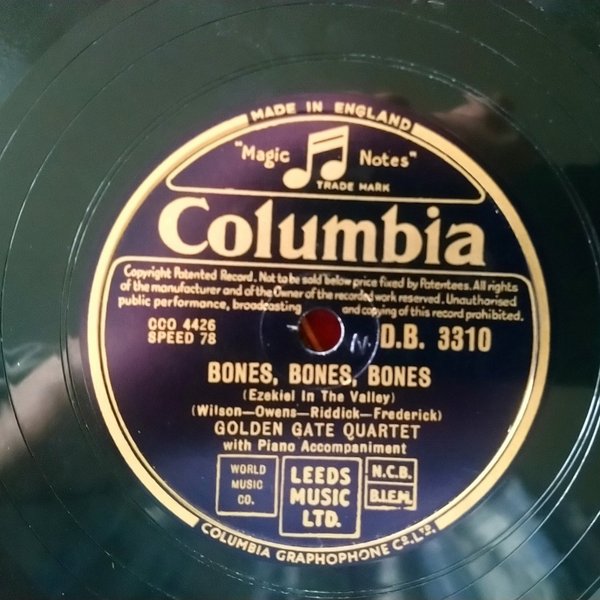 MADE IN ENGLAND
"Magic Notes"
TRADE MARK
Columbia
Copyright Patented Record. Not to be sold below price fixed by Patentees. All rights
of the manufacturer and of the Owner of the recorded work reserved. Unauthorised
public performance, broadcasting and copying of this record prohibited.
CCO 4426
SPEED 78
D.B. 3310
BONES, BONES, BONES
(Ezekiel In The Valley)
(Wilson—Owens—Riddick—Frederick)
GOLDEN GATE QUARTET
with Piano Accompaniment
WORLD
MUSIC
CO.
LEEDS
MUSIC
LTD.
N.C.B.
B.I.E.M.
COLUMBIA GRAPHOPHONE CO. LTD.